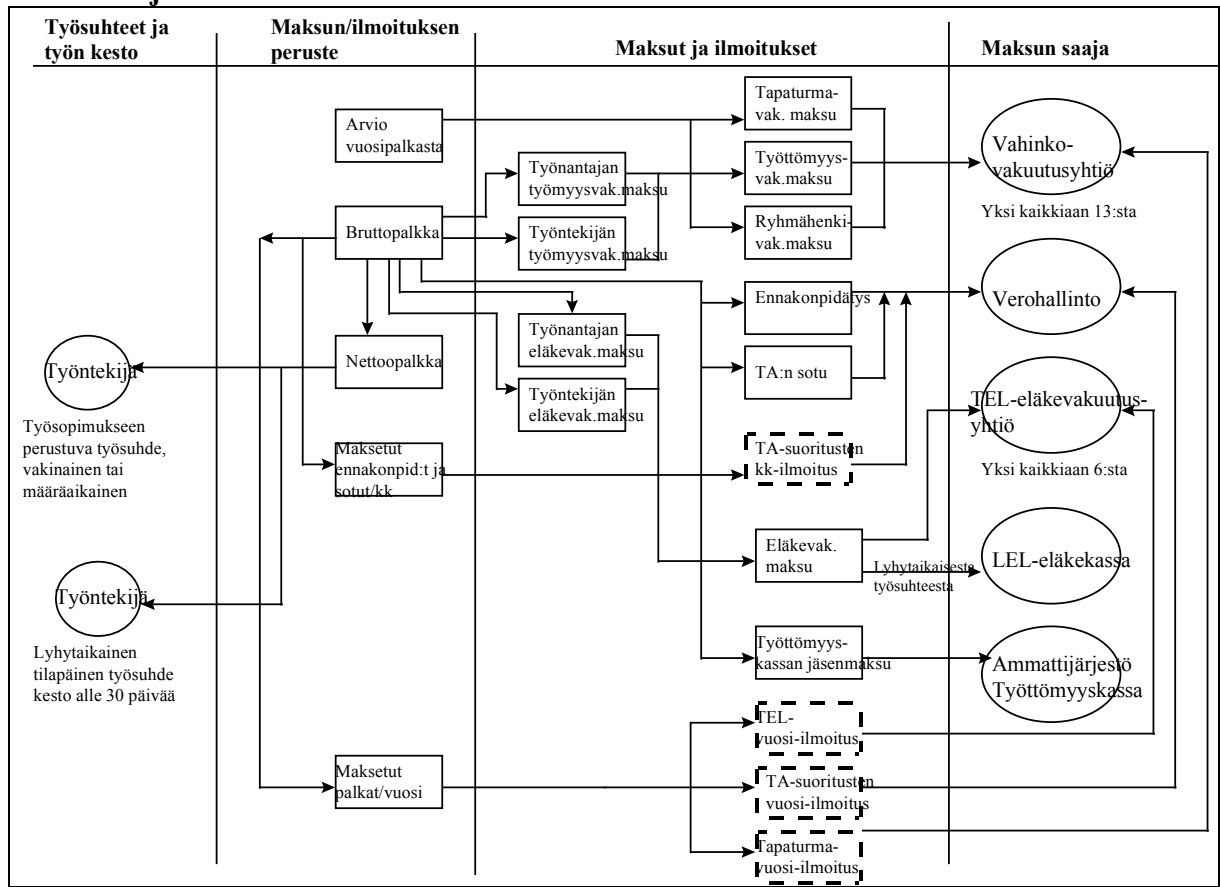 Työsuhteet ja
työn kesto
Maksun/ilmoituksen
peruste
Maksut ja ilmoitukset
Maksun saaja
Työntekijä
Työsopimukseen
perustuva työsuhde,
vakinainen tai
määräaikainen
Työntekijä
Lyhytaikainen
tilapäinen työsuhde
kesto alle 30 päivää
Arvio
vuosipalkasta
Bruttopalkka
Nettoopalkka
Maksetut
ennakonpid:t ja
sotut/kk
Maksetut
palkat/vuosi
Työnantajan
työmyysvak.maksu
Työntekijän
työmyysvak.maksu
Työnantajan
eläkevak.maksu
Työntekijän
eläkevak.maksu
Tapaturma-
vak. maksu
Työttömyys-
vak.maksu
Ryhmähenki-
vak.maksu
Ennakonpidätys
TA:n sotu
TA-suoritusten
kk-ilmoitus
Eläkevak.
maksu
Lyhytaikaisesta
työsuhteesta
Työttömyys-
kassan jäsenmaksu
TEL-
vuosi-ilmoitus
TA-suoritusten
vuosi-ilmoitus
Tapaturma-
vuosi-ilmoitus
Vahinko-
vakuutusyhtiö
Yksi kaikkiaan 13:sta
Verohallinto
TEL-eläkevakuutus-
yhtiö
Yksi kaikkiaan 6:sta
LEL-eläkekassa
Ammattijärjestö
Työttömyyskassa